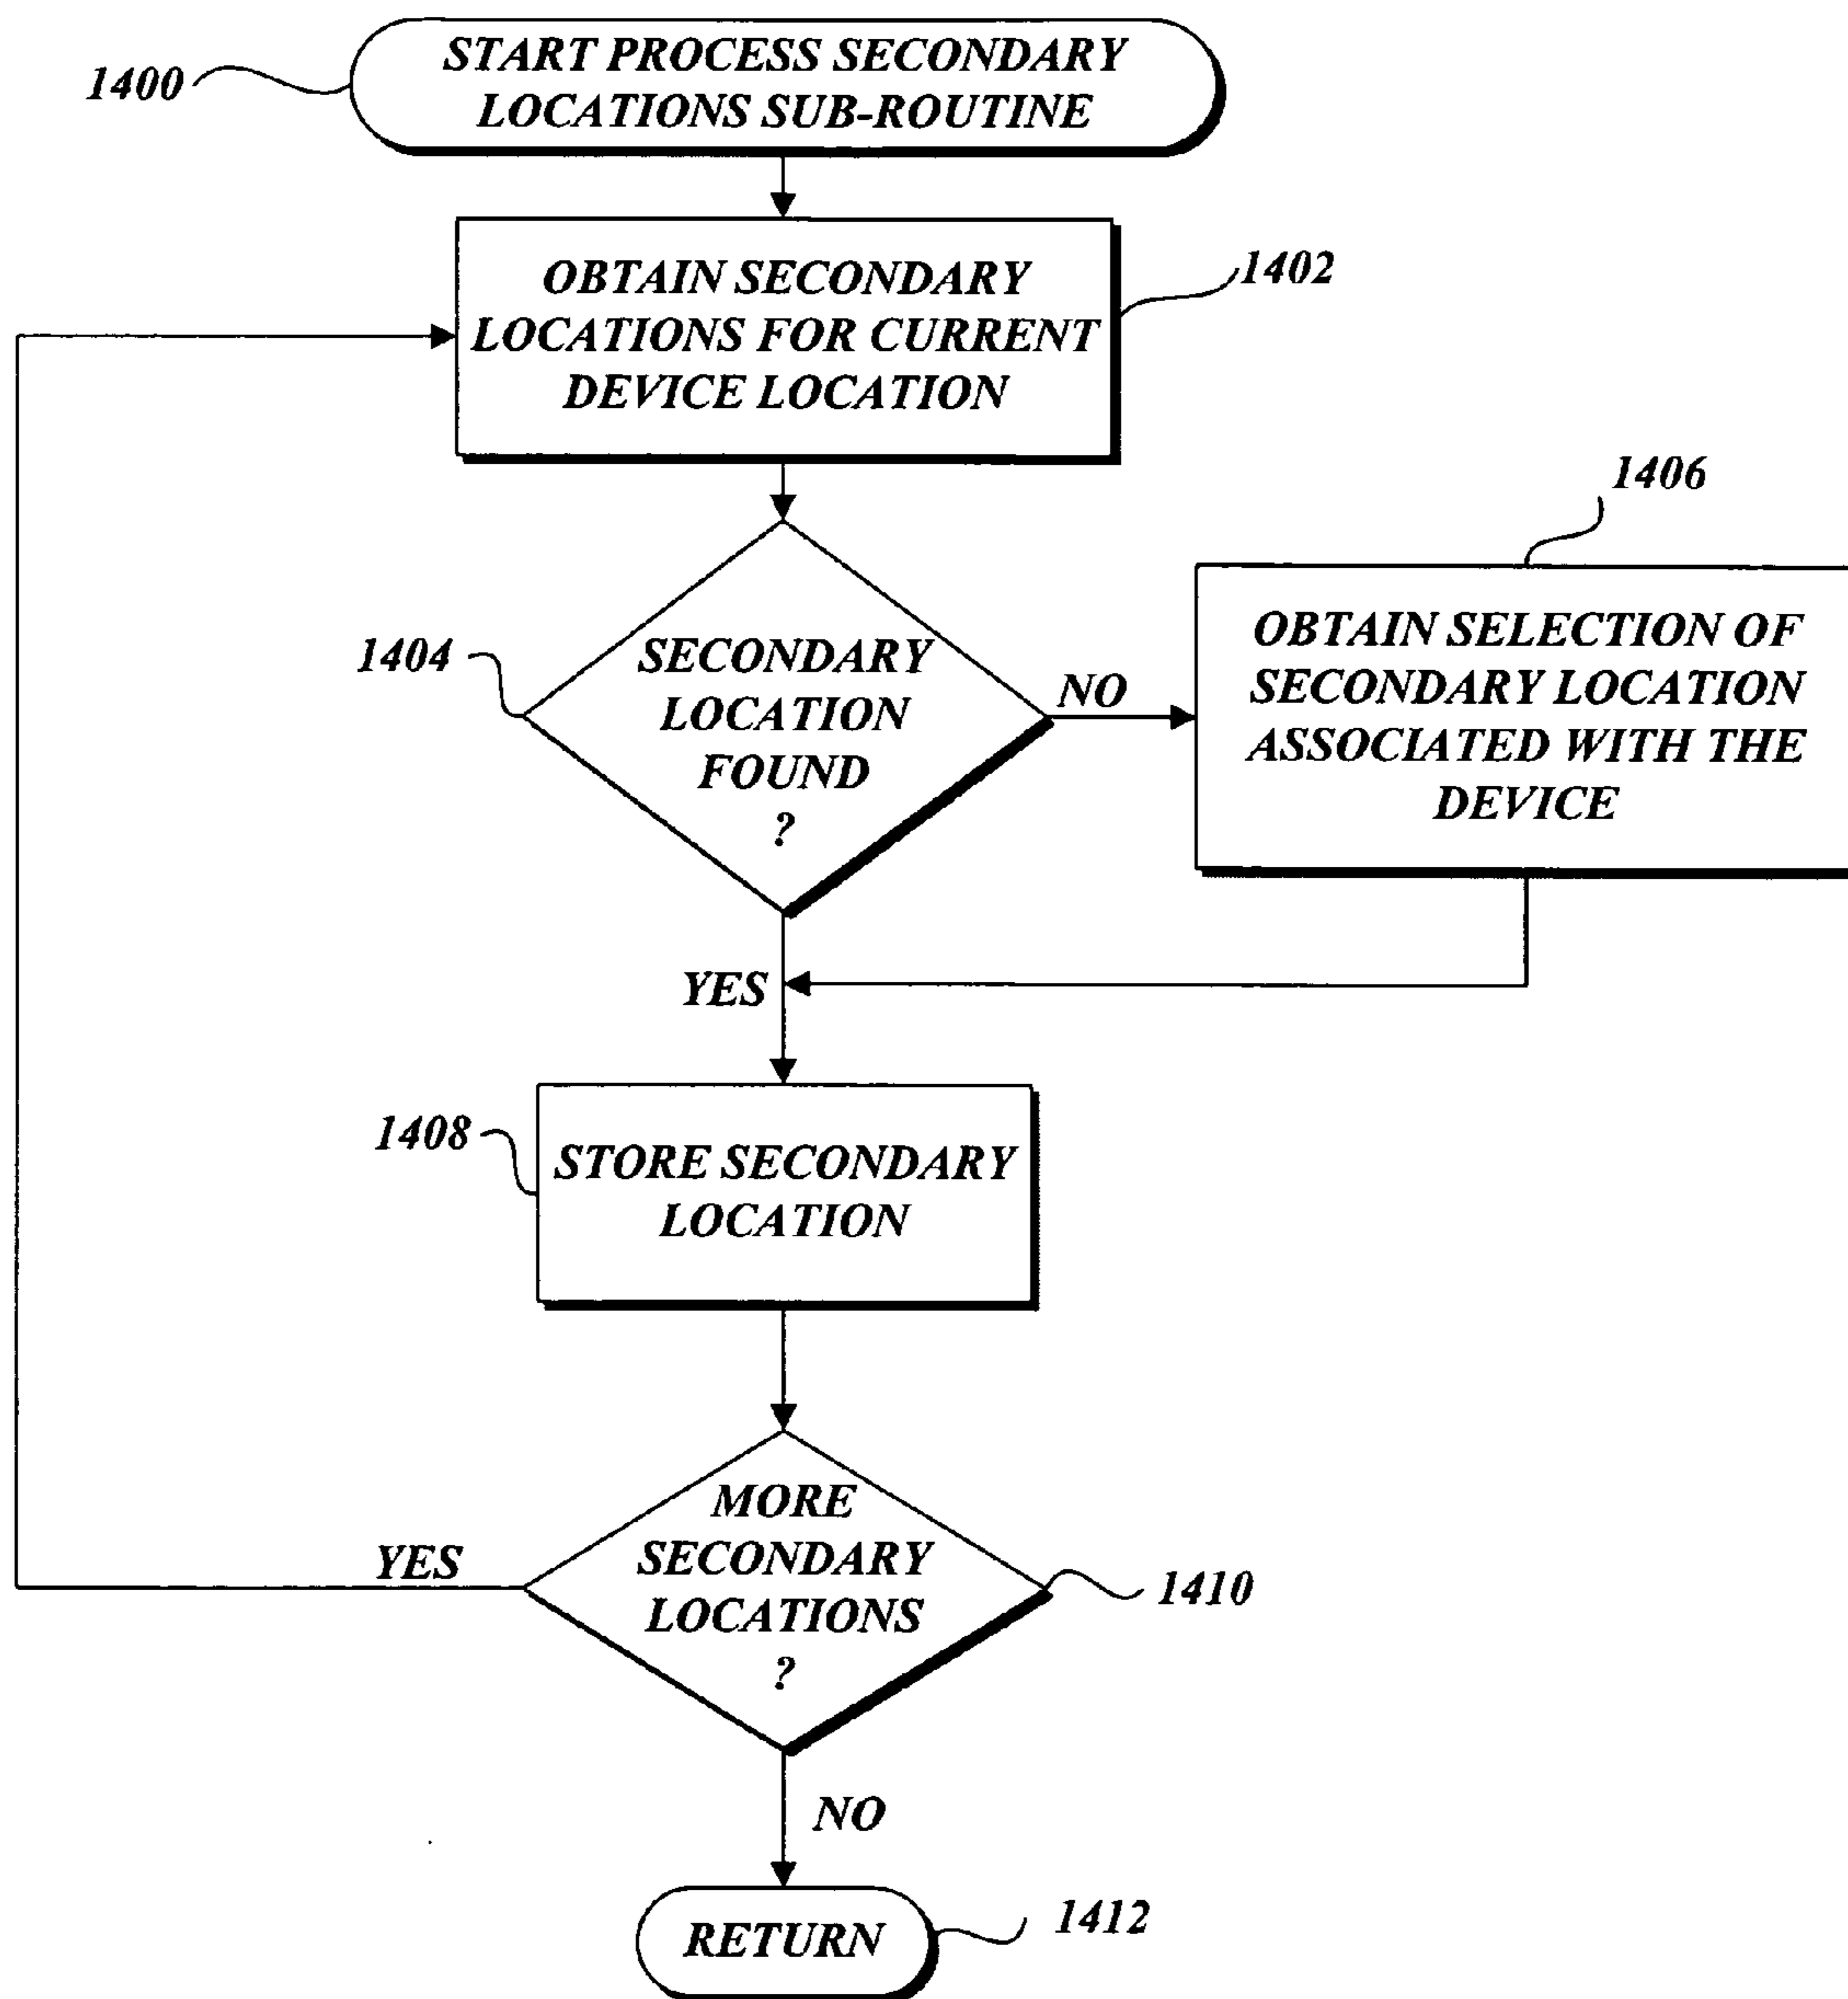 1400
START PROCESS SECONDARY
LOCATIONS SUB-ROUTINE
OBTAIN SECONDARY
LOCATIONS FOR CURRENT
DEVICE LOCATION
1402
1406
1404
SECONDARY
LOCATION
FOUND
?
NO
OBTAIN SELECTION OF
SECONDARY LOCATION
ASSOCIATED WITH THE
DEVICE
YES
1408
STORE SECONDARY
LOCATION
MORE
SECONDARY
LOCATIONS
?
YES
1410
NO
RETURN
1412